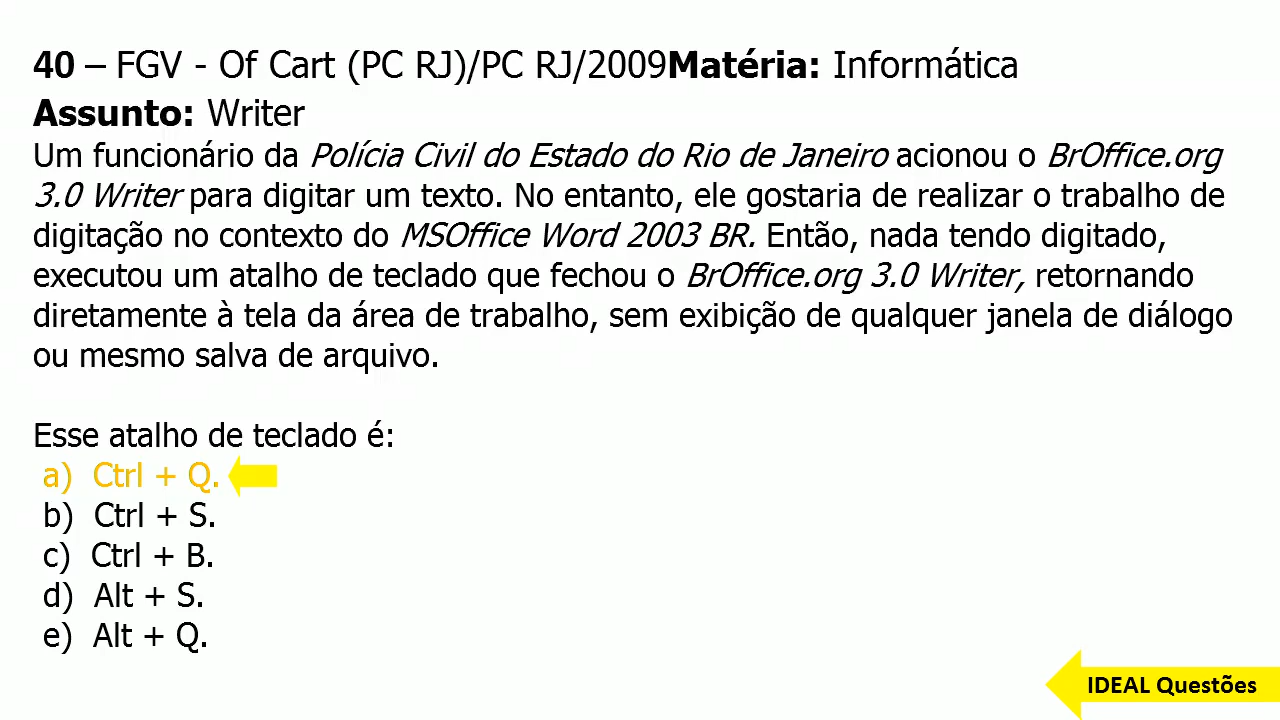 40 – FGV - Of Cart (PC RJ)/PC RJ/2009Matéria: Informática
Assunto: Writer
Um funcionário da Polícia Civil do Estado do Rio de Janeiro acionou o BrOffice.org
3.0 Writer para digitar um texto. No entanto, ele gostaria de realizar o trabalho de
digitação no contexto do MSOffice Word 2003 BR. Então, nada tendo digitado,
executou um atalho de teclado que fechou o BrOffice.org 3.0 Writer, retornando
diretamente à tela da área de trabalho, sem exibição de qualquer janela de diálogo
ou mesmo salva de arquivo.
Esse atalho de teclado é:
a) Ctrl + Q.
b) Ctrl + S.
c) Ctrl + B.
d) Alt + S.
e) Alt + Q.
IDEAL Questões